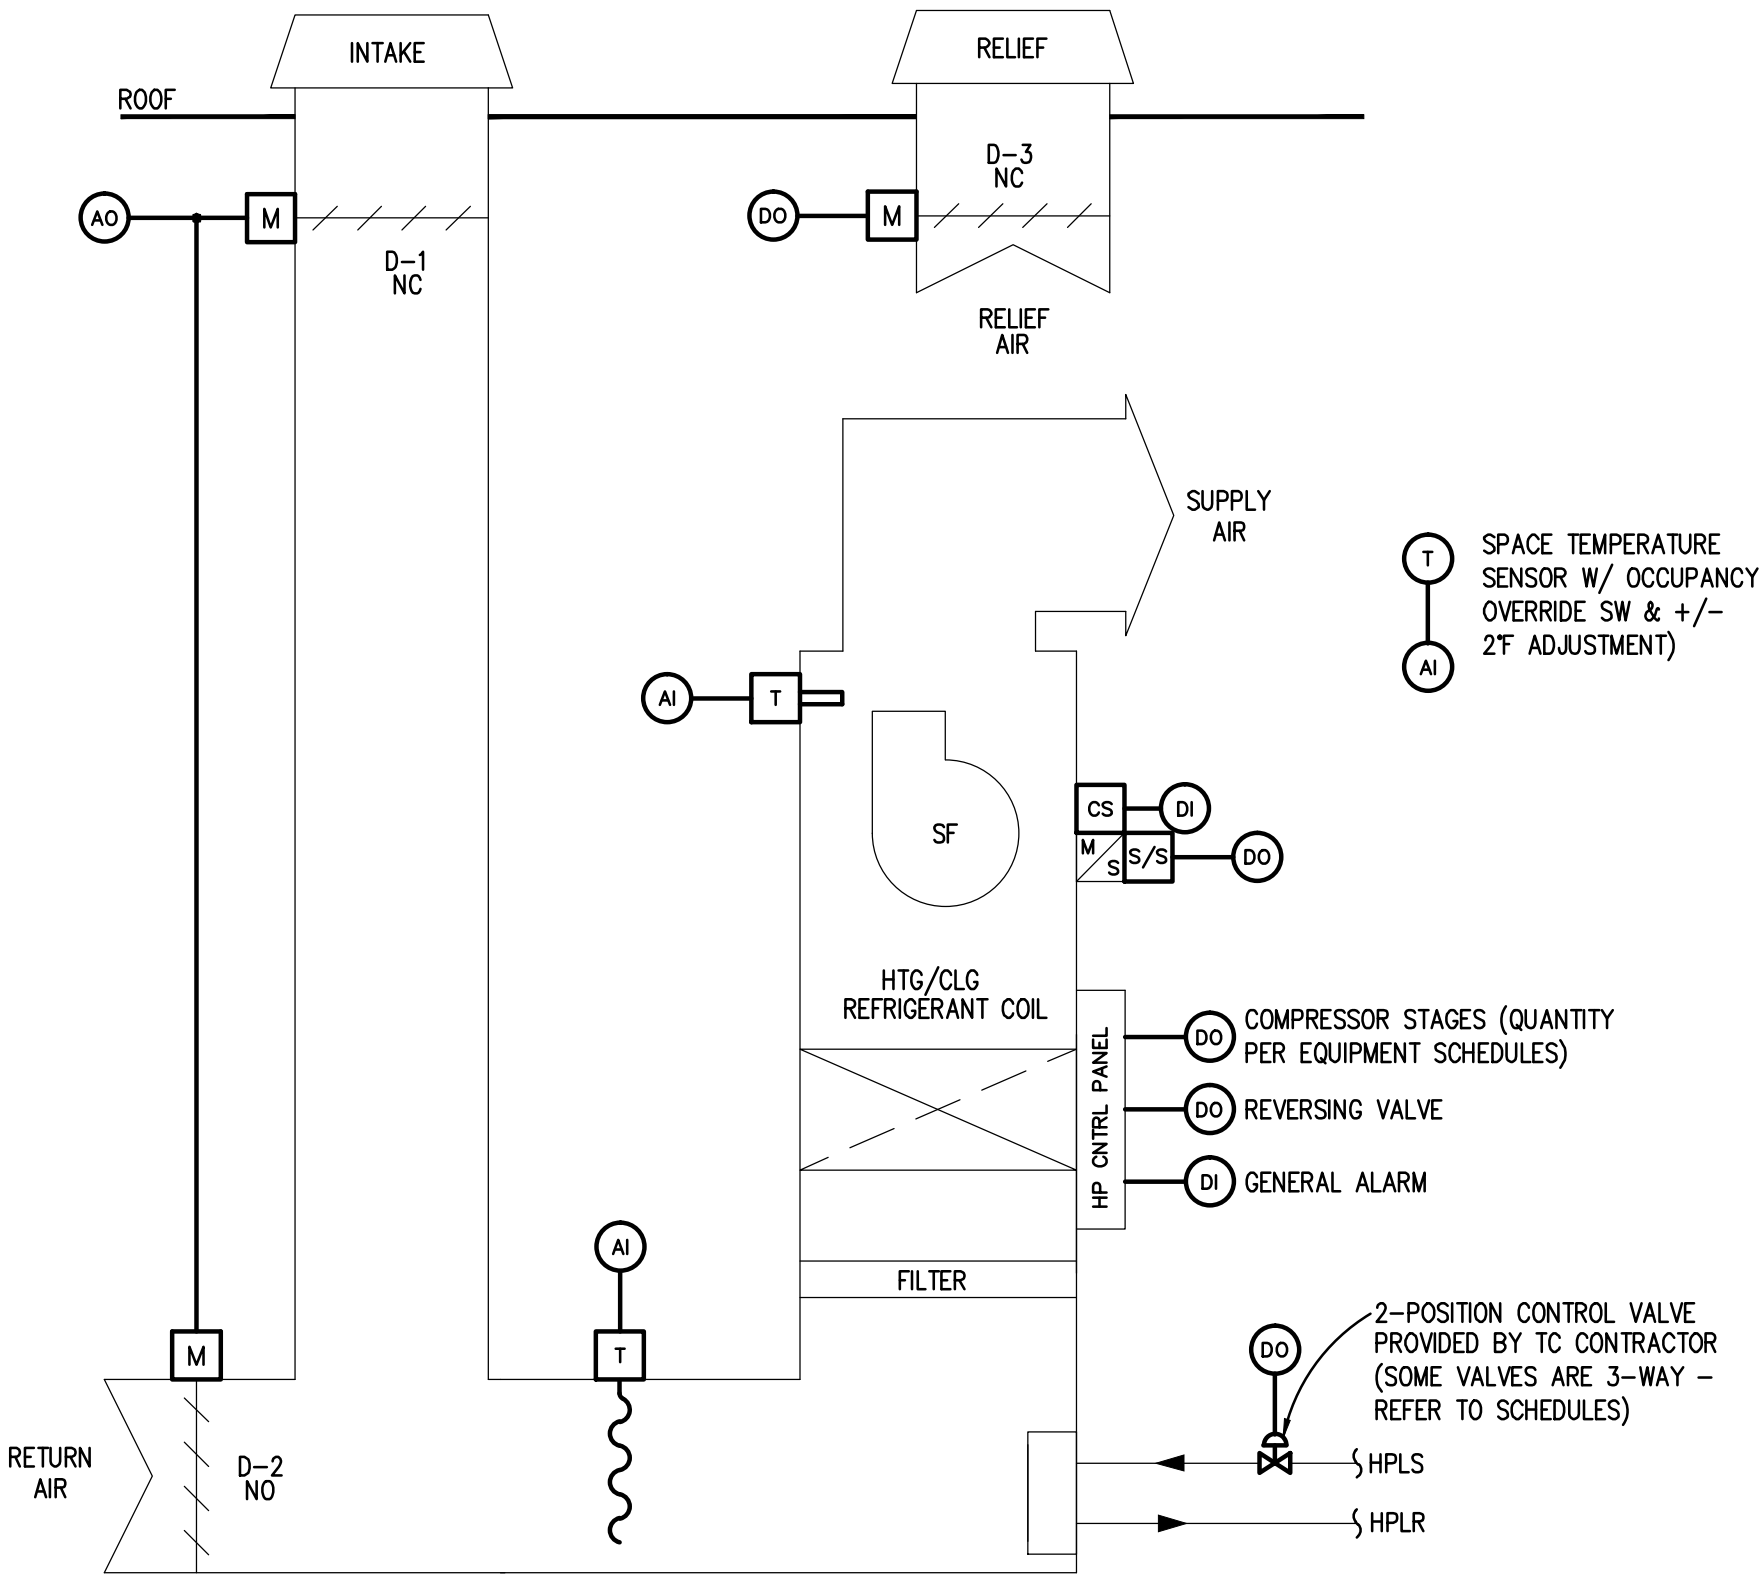 INTAKE
RELIEF
ROOF
D-3
NC
AO
M
DO
M
D-1
NC
RELIEF
AIR
SUPPLY
AIR
T
SPACE TEMPERATURE
SENSOR W/ OCCUPANCY
OVERRIDE SW & +/-
2°F ADJUSTMENT)
AI
AI
T
SF
CS
DI
M
S
S/S
DO
HTG/CLG
REFRIGERANT COIL
HP CNTRL PANEL
DO
COMPRESSOR STAGES (QUANTITY
PER EQUIPMENT SCHEDULES)
DO
REVERSING VALVE
DI
GENERAL ALARM
AI
FILTER
M
T
DO
2-POSITION CONTROL VALVE
PROVIDED BY TC CONTRACTOR
(SOME VALVES ARE 3-WAY -
REFER TO SCHEDULES)
RETURN
AIR
D-2
NO
HPLS
HPLR